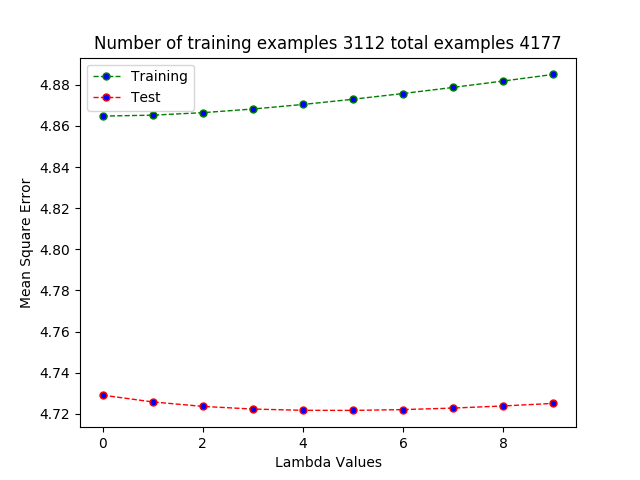 Number of training examples 3112 total examples 4177
Training
Test
4.88
4.86
4.84
4.82
4.80
4.78
4.76
4.74
4.72
Mean Square Error
0 2 4 6 8
Lambda Values